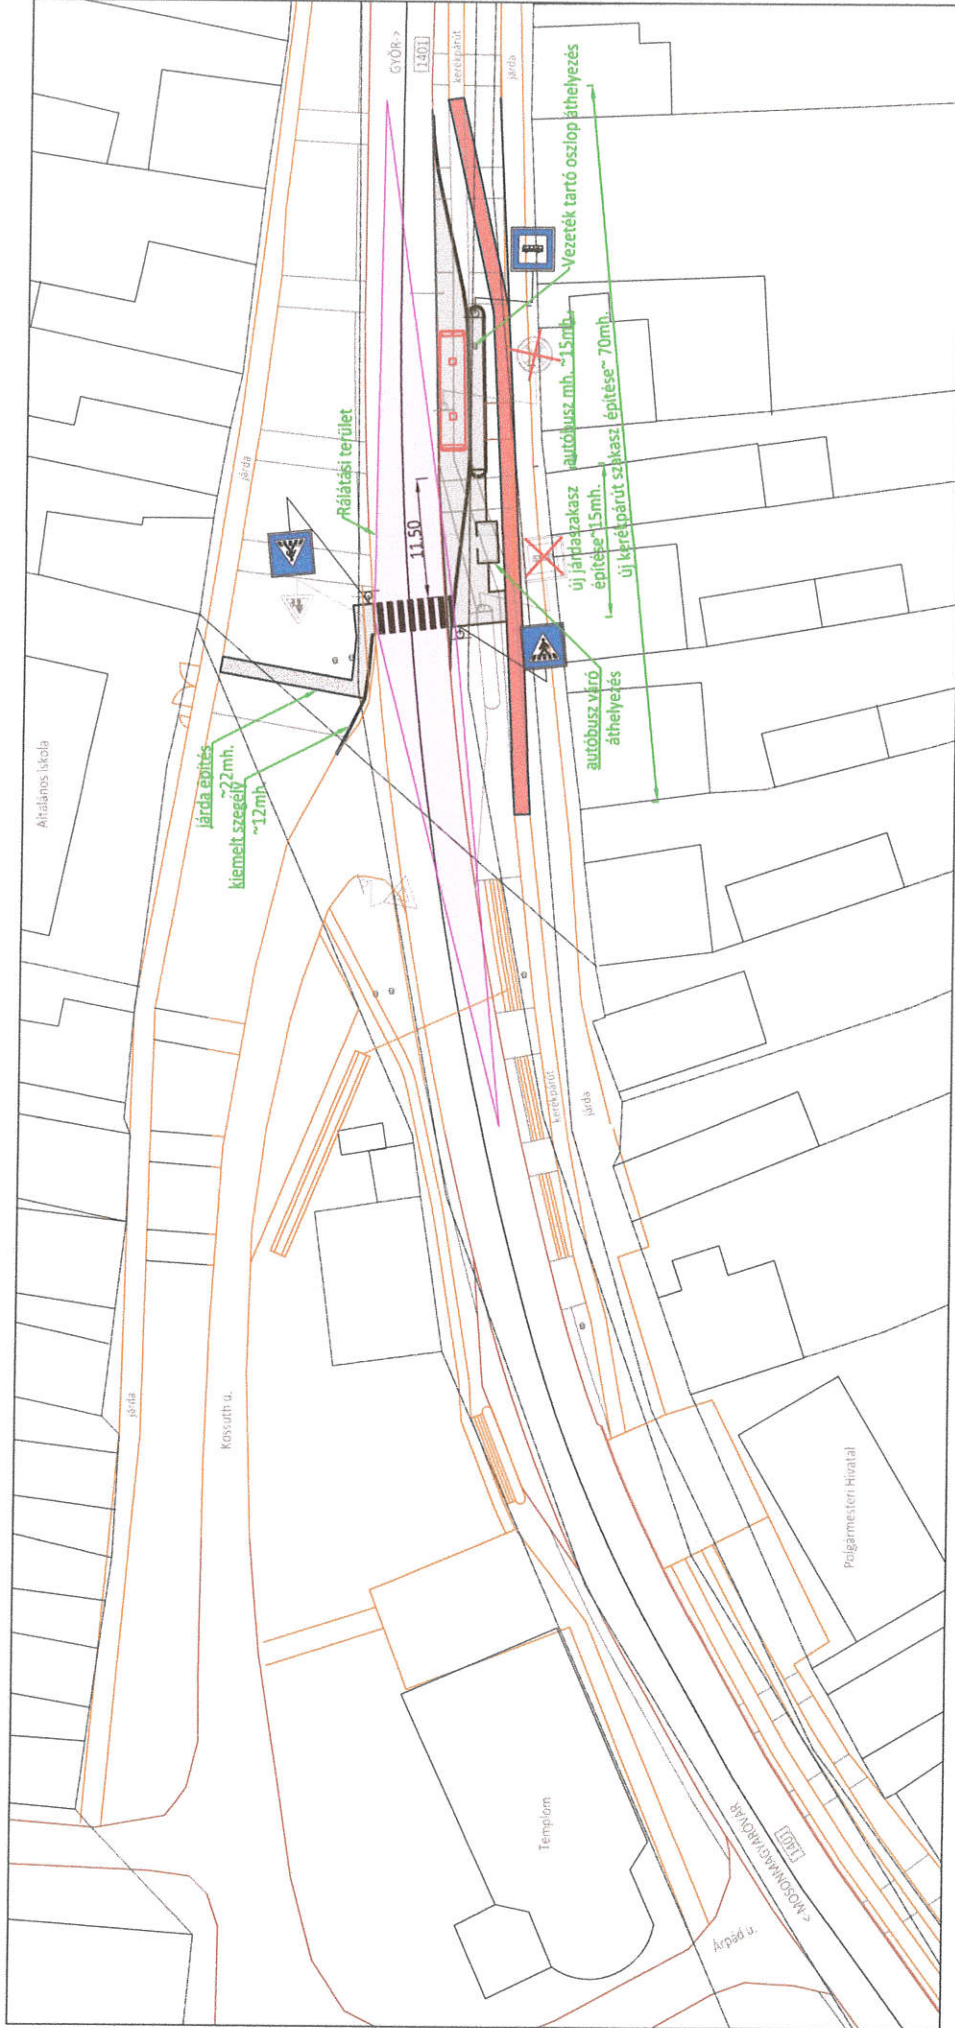 GYŐR->
1401
kerékpárút
járda
Vezeték tartó oszlop áthelyezés
autóbusz mh. ~15mh.
új járdaszakasz
építése~15mh.
új kerékpárút szakasz építése~ 70mh.
autóbusz váró
áthelyezés
Rálátási terület
11.50
járda
járda építés
~22mh.
kiemelt szegély
~12mh.
Általános Iskola
kerékpárút
járda
járda
Kossuth u.
Polgármesteri Hivatal
Templom
< MOSONMAGYARÓVÁR
1401
Árpád u.